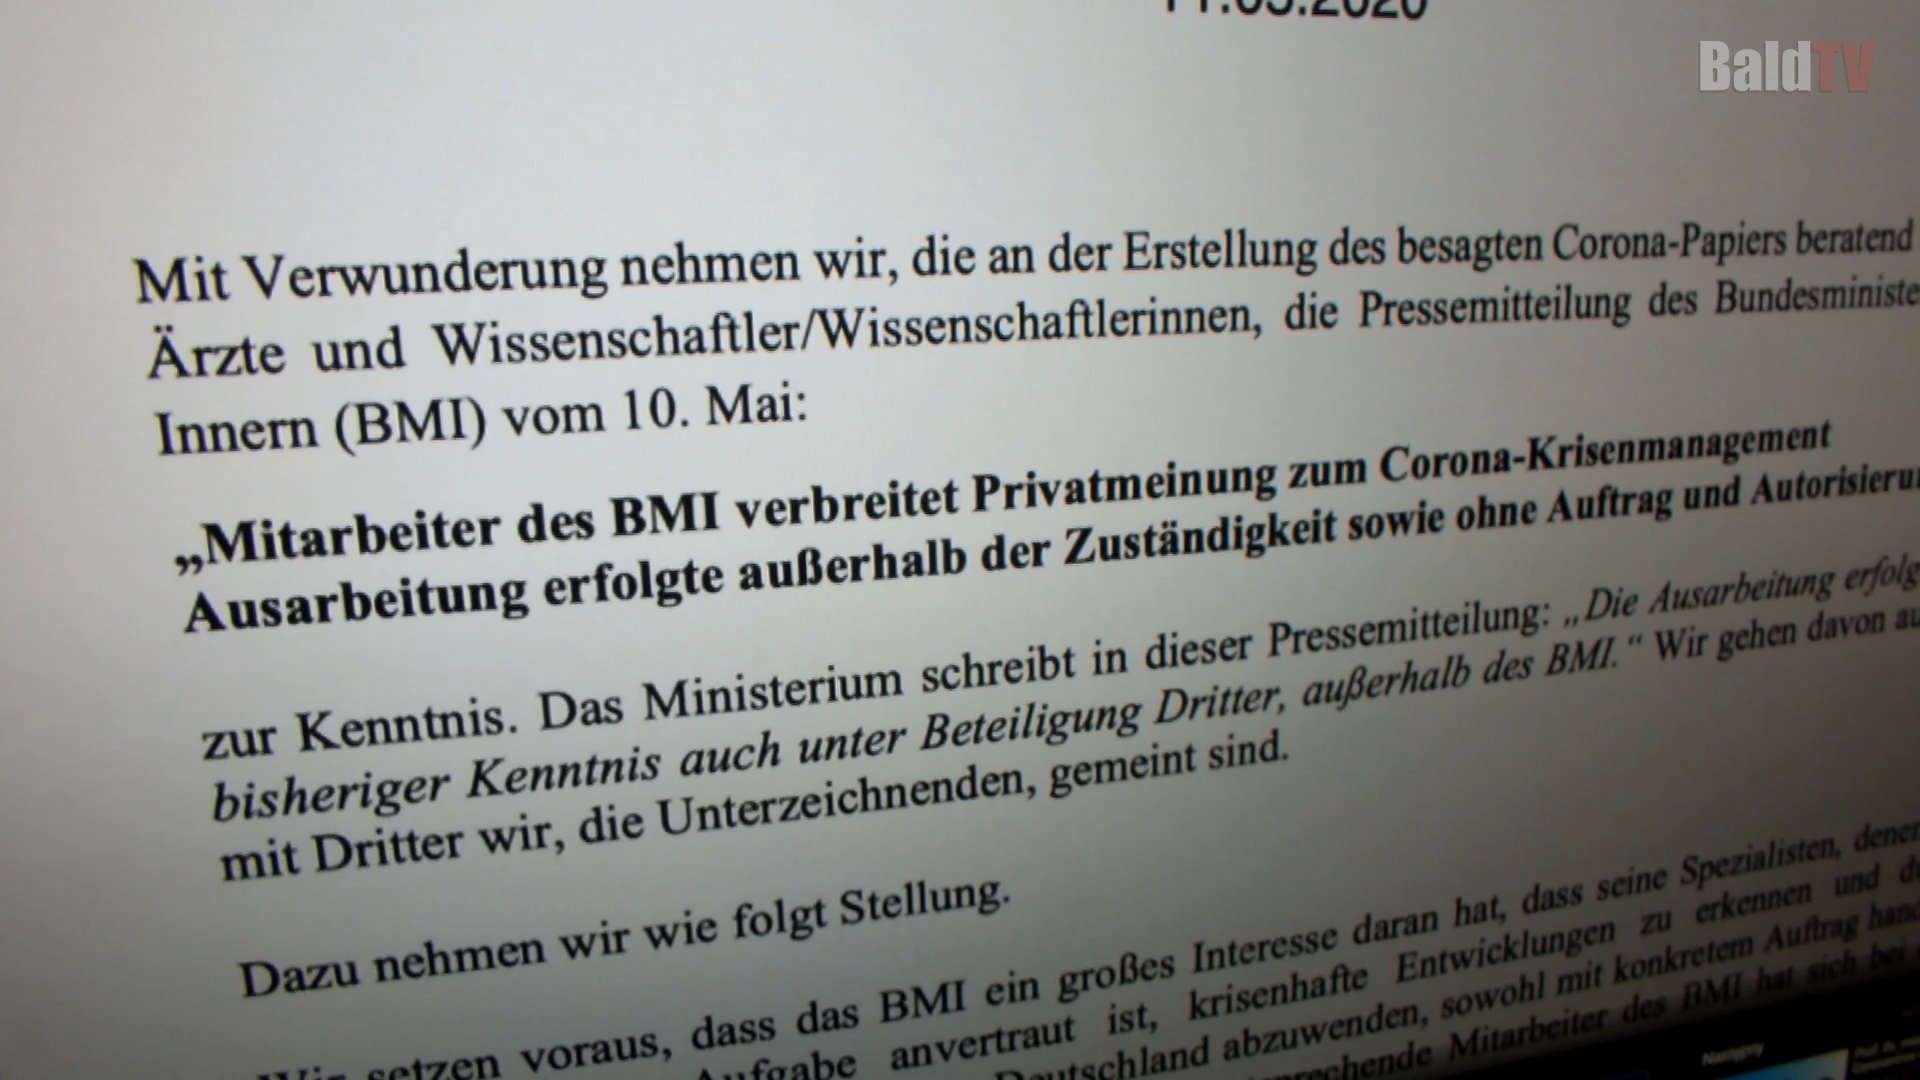 11.05.2020
BaldTV
Mit Verwunderung nehmen wir, die an der Erstellung des besagten Corona-Papiers beratend
Ärzte und Wissenschaftler/Wissenschaftlerinnen, die Pressemitteilung des Bundesministe
Innern (BMI) vom 10. Mai:
„Mitarbeiter des BMI verbreitet Privatmeinung zum Corona-Krisenmanagement
Ausarbeitung erfolgte außerhalb der Zuständigkeit sowie ohne Auftrag und Autorisieru
zur Kenntnis. Das Ministerium schreibt in dieser Pressemitteilung: „Die Ausarbeitung erfolg
bisheriger Kenntnis auch unter Beteiligung Dritter, außerhalb des BMI.“ Wir gehen davon au
mit Dritter wir, die Unterzeichnenden, gemeint sind.
Dazu nehmen wir wie folgt Stellung.
Wir setzen voraus, dass das BMI ein großes Interesse daran hat, dass seine Spezialisten, denen
Aufgabe anvertraut ist, krisenhafte Entwicklungen zu erkennen und d
Deutschland abzuwenden, sowohl mit konkretem Auftrag hand
sprechende Mitarbeiter des BMI hat sich bei